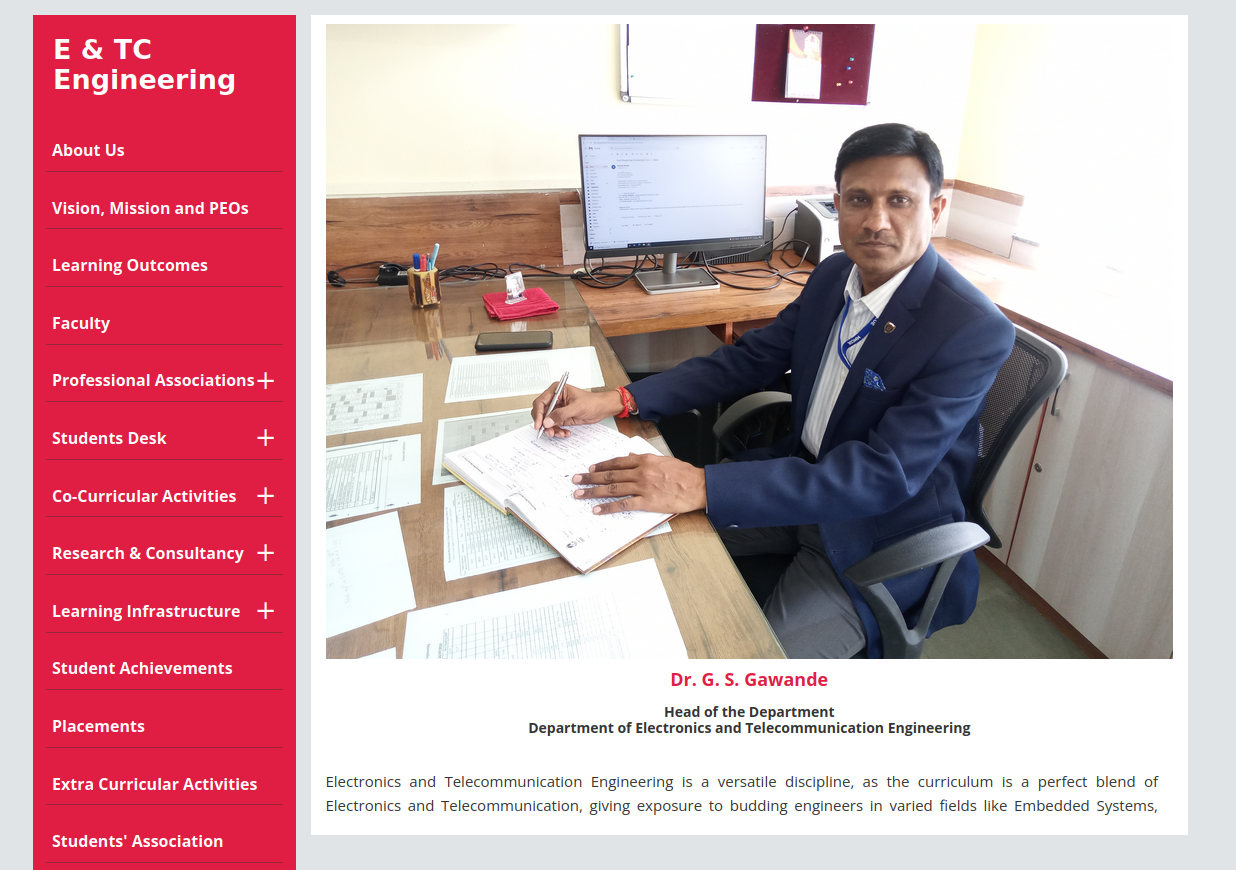 E & TC
Engineering
About Us
Vision, Mission and PEOs
Learning Outcomes
Faculty
Professional Associations
Students Desk
Co-Curricular Activities
Research & Consultancy
Learning Infrastructure
Student Achievements
Placements
Extra Curricular Activities
Students' Association
Dr. G. S. Gawande
Head of the Department
Department of Electronics and Telecommunication Engineering
Electronics and Telecommunication Engineering is a versatile discipline, as the curriculum is a perfect blend of
Electronics and Telecommunication, giving exposure to budding engineers in varied fields like Embedded Systems,